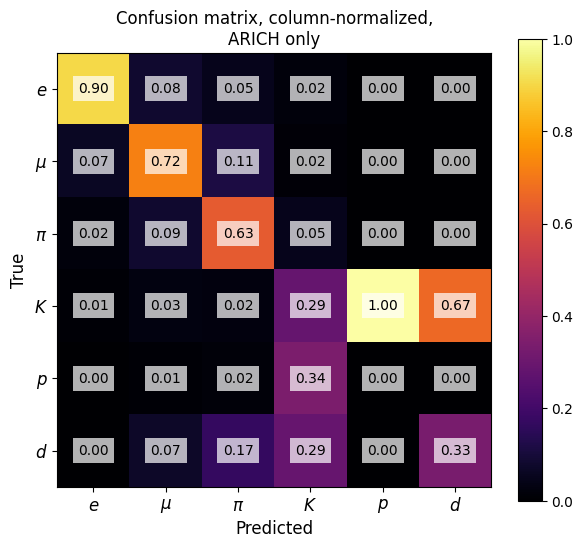 Confusion matrix, column-normalized,
ARICH only
True
e 0.90 0.08 0.05 0.02 0.00 0.00
μ 0.07 0.72 0.11 0.02 0.00 0.00
π 0.02 0.09 0.63 0.05 0.00 0.00
K 0.01 0.03 0.02 0.29 1.00 0.67
p 0.00 0.01 0.02 0.34 0.00 0.00
d 0.00 0.07 0.17 0.29 0.00 0.33
e μ π K p d
Predicted
1.0
0.8
0.6
0.4
0.2
0.0